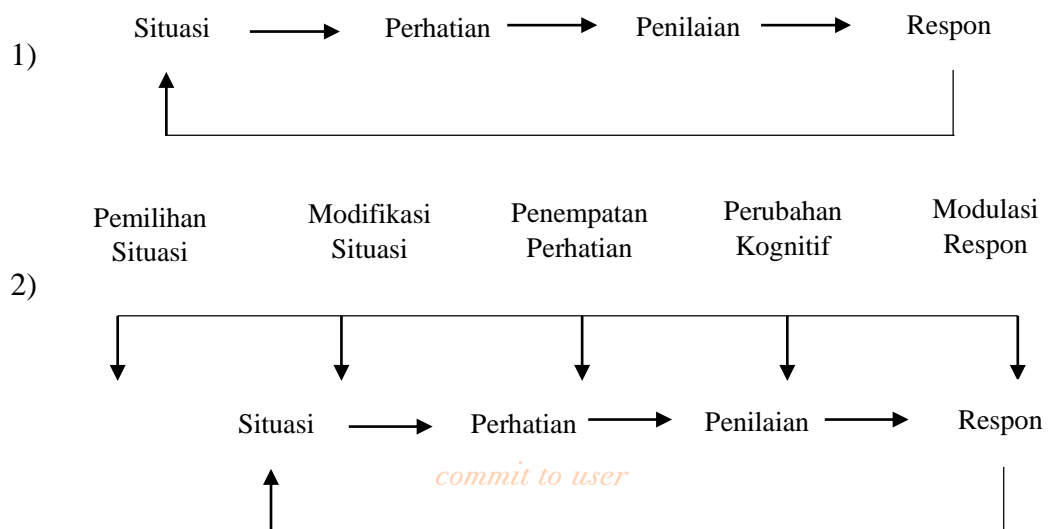 1)
Situasi Perhatian Penilaian Respon
Pemilihan Situasi
Modifikasi Situasi
Penempatan Perhatian
Perubahan Kognitif
Modulasi Respon
2)
Situasi Perhatian Penilaian Respon
commit to user